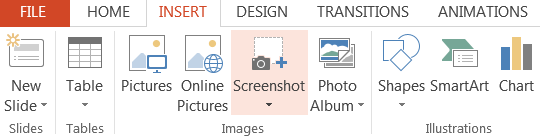 FILE HOME INSERT DESIGN TRANSITIONS ANIMATIONS
New Slide
Table
Pictures
Online Pictures
Screenshot
Photo Album
Shapes
SmartArt
Chart
Slides Tables Images Illustrations